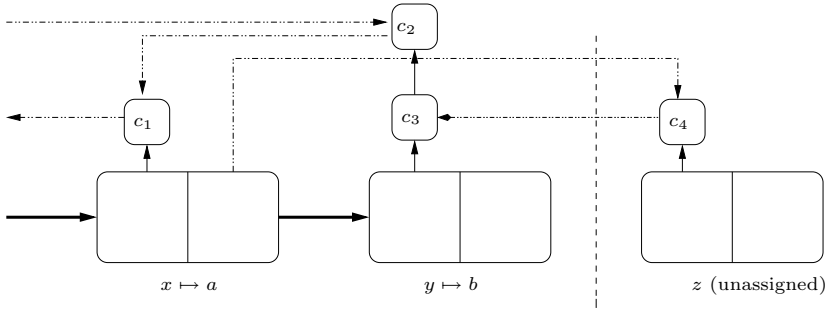 c₂
c₁
c₃
c₄
x ↦ a
y ↦ b
z (unassigned)